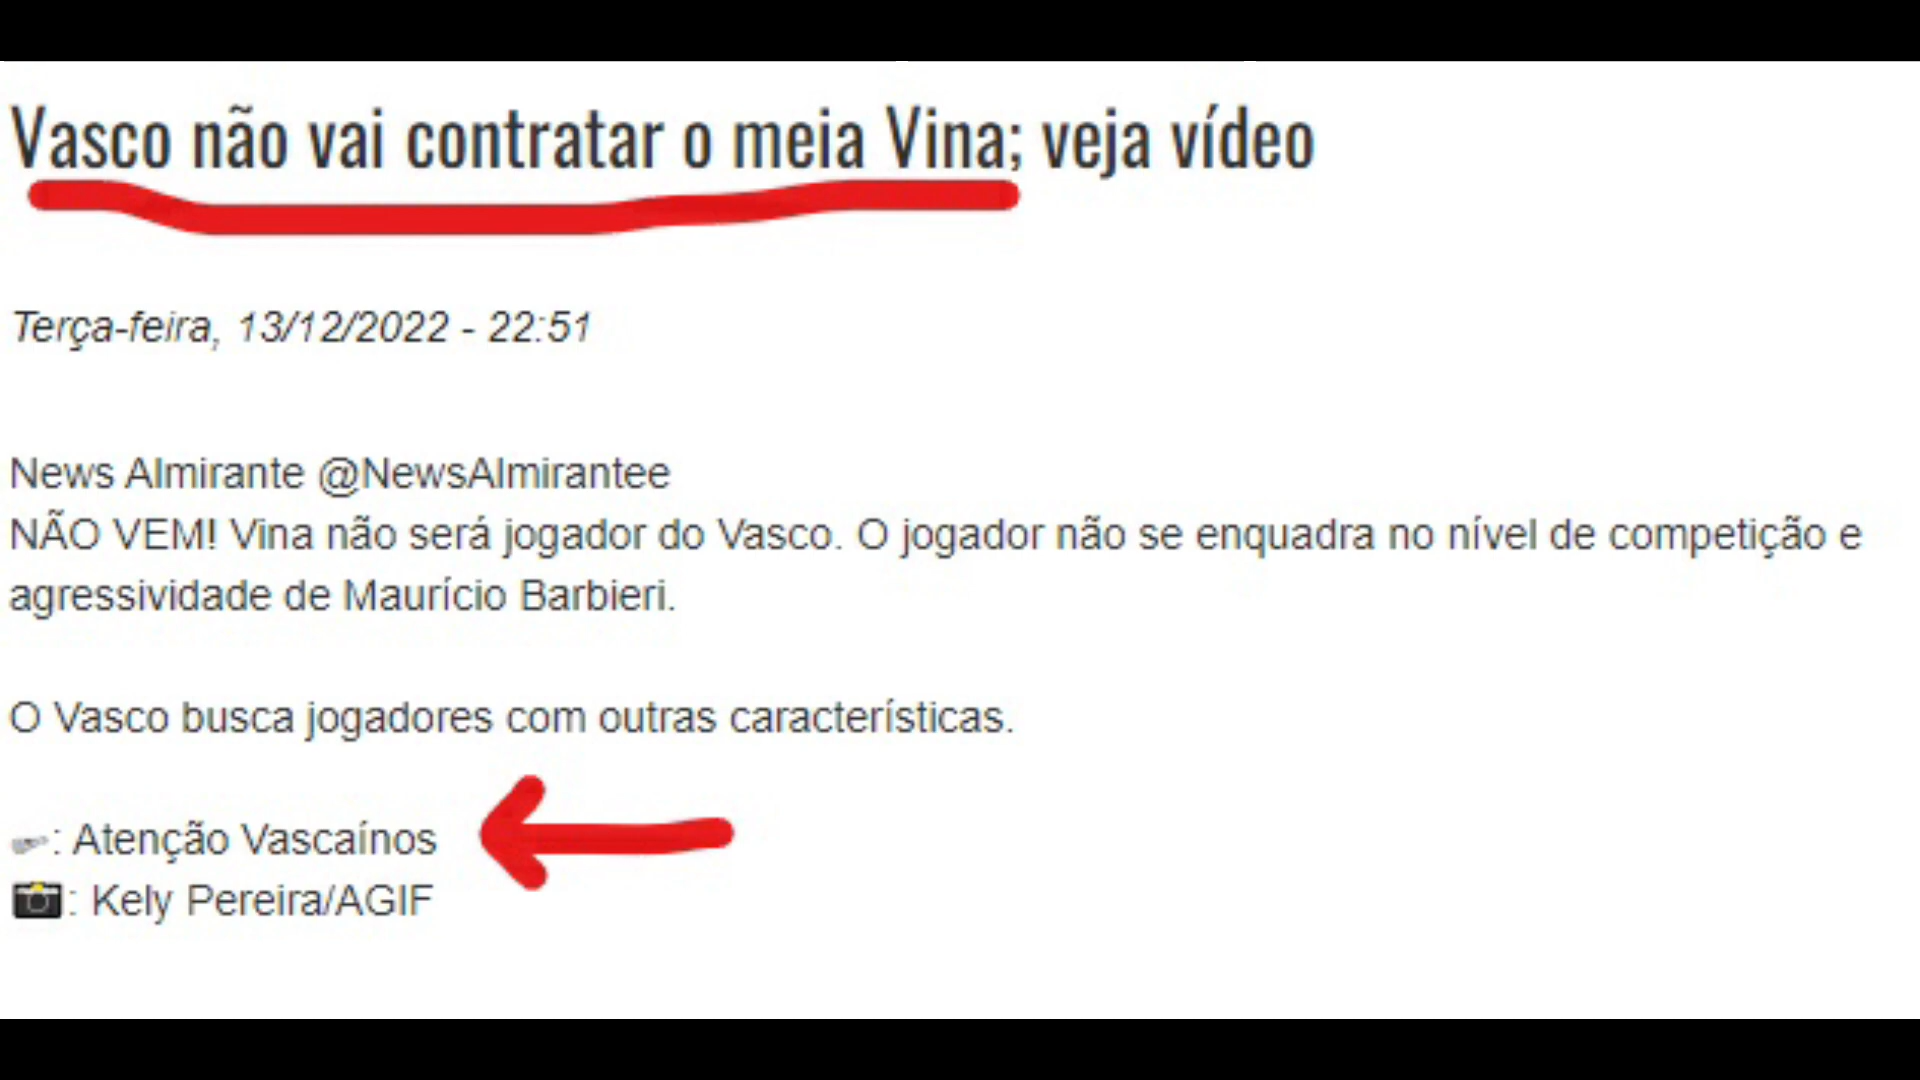 Vasco não vai contratar o meia Vina; veja vídeo
Terça-feira, 13/12/2022 - 22:51
News Almirante @NewsAlmirantee
NÃO VEM! Vina não será jogador do Vasco. O jogador não se enquadra no nível de competição e
agressividade de Maurício Barbieri.
O Vasco busca jogadores com outras características.
: Atenção Vascaínos
: Kely Pereira/AGIF